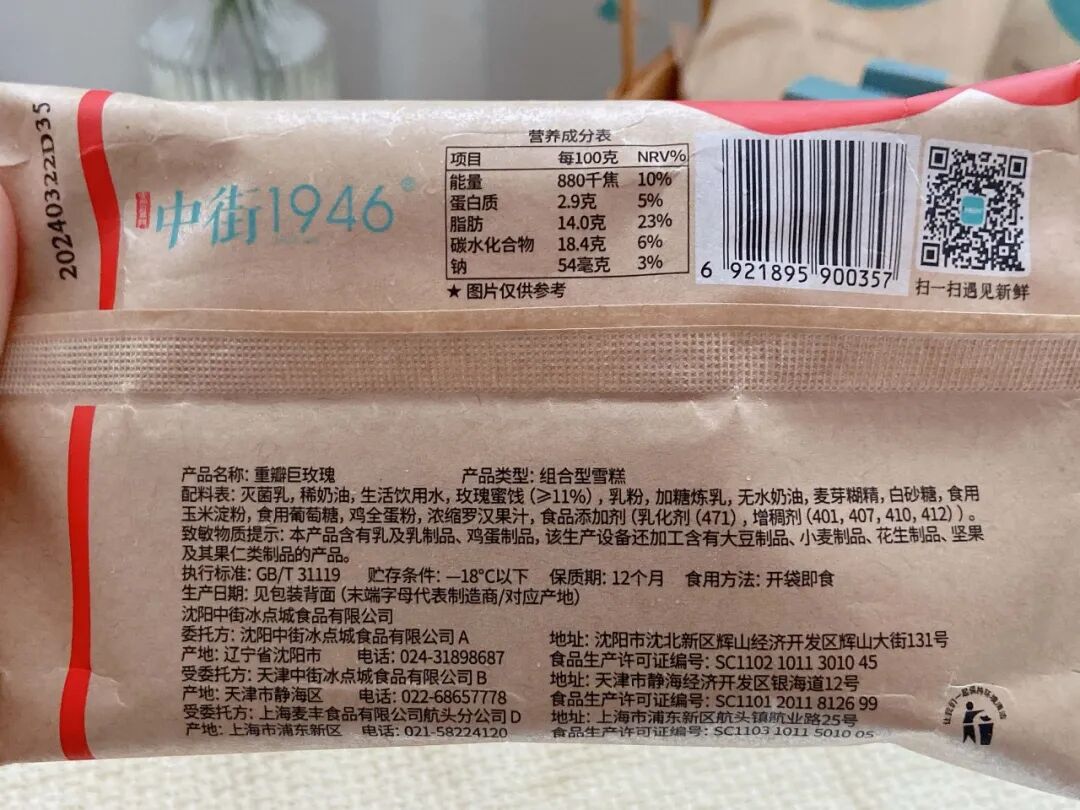 20240322D35
中街1946®
营养成分表
项目 每100克 NRV%
能量 880千焦 10%
蛋白质 2.9克 5%
脂肪 14.0克 23%
碳水化合物 18.4克 6%
钠 54毫克 3%
★图片仅供参考
6 921895 900357
扫一扫遇见新鲜
产品名称：重瓣巨玫瑰 产品类型：组合型雪糕
配料表：灭菌乳，稀奶油，生活饮用水，玫瑰蜜饯（≥11%），乳粉，加糖炼乳，无水奶油，麦芽糊精，白砂糖，食用
玉米淀粉，食用葡萄糖，鸡全蛋粉，浓缩罗汉果汁，食品添加剂（乳化剂（471），增稠剂（401，407，410，412））。
致敏物质提示：本产品含有乳及乳制品、鸡蛋制品，该生产设备还加工含有大豆制品、小麦制品、花生制品、坚果
及其果仁类制品的产品。
执行标准：GB/T 31119 贮存条件：—18°C以下 保质期：12个月 食用方法：开袋即食
生产日期：见包装背面（末端字母代表制造商/对应产地）
沈阳中街冰点城食品有限公司
委托方：沈阳中街冰点城食品有限公司 A 地址：沈阳市沈北新区辉山经济开发区辉山大街131号
产地：辽宁省沈阳市 电话：024-31898687 食品生产许可证编号：SC1102 1011 3010 45
受委托方：天津中街冰点城食品有限公司 B 地址：天津市静海经济开发区银海道12号
产地：天津市静海区 电话：022-68657778 食品生产许可证编号：SC1101 2011 8126 99
受委托方：上海麦丰食品有限公司航头分公司 D 地址：上海市浦东新区航头镇航业路25号
产地：上海市浦东新区 电话：021-58224120 食品生产许可证编号：SC1103 1011 5010 05